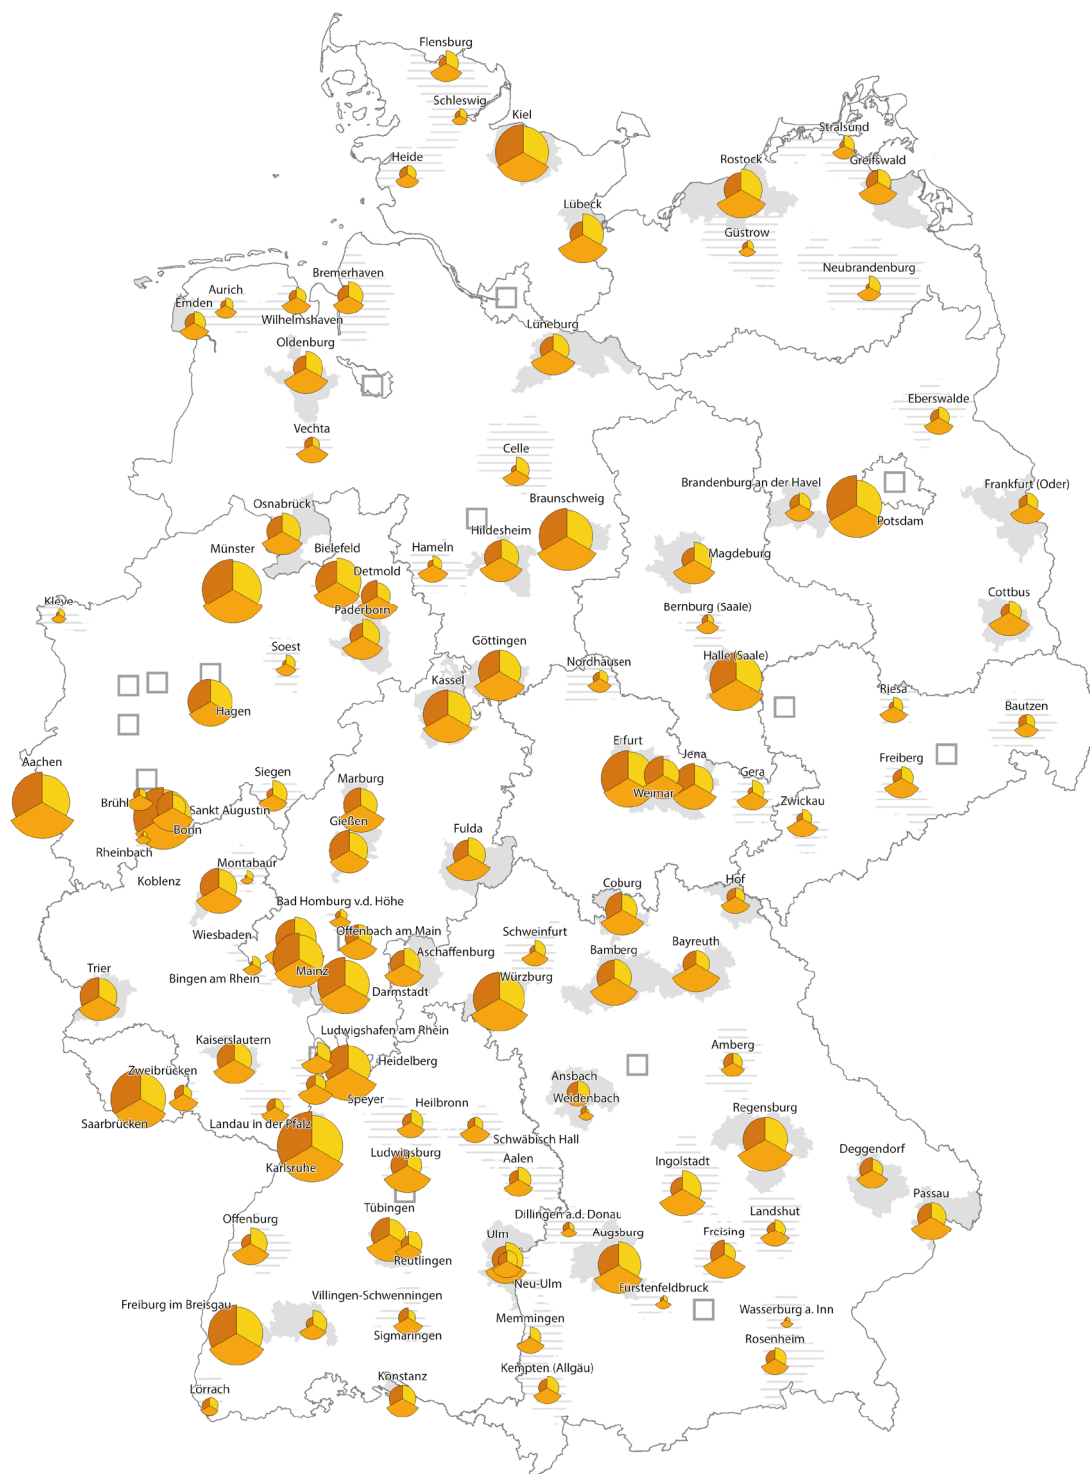 Flensburg
Schleswig
Kiel
Stralsund
Heide
Rostock
Greifswald
Lübeck
Güstrow
Neubrandenburg
Bremerhaven
Aurich
Emden
Wilhelmshaven
Lüneburg
Oldenburg
Eberswalde
Vechta
Celle
Brandenburg an der Havel
Frankfurt (Oder)
Braunschweig
Osnabrück
Potsdam
Hildesheim
Münster
Bielefeld
Hameln
Magdeburg
Detmold
Kleve
Paderborn
Bernburg (Saale)
Cottbus
Göttingen
Soest
Halle (Saale)
Nordhausen
Kassel
Riesa
Hagen
Bautzen
Erfurt
Jena
Aachen
Siegen
Marburg
Gera
Freiberg
Brühl
Sankt Augustin
Weimar
Zwickau
Bonn
Gießen
Fulda
Rheinbach
Montabaur
Koblenz
Hof
Coburg
Bad Homburg v.d. Höhe
Offenbach am Main
Schweinfurt
Wiesbaden
Bayreuth
Aschaffenburg
Bamberg
Trier
Mainz
Bingen am Rhein
Würzburg
Darmstadt
Ludwigshafen am Rhein
Kaiserslautern
Amberg
Heidelberg
Zweibrücken
Ansbach
Speyer
Weidenbach
Heilbronn
Regensburg
Saarbrücken
Landau in der Pfalz
Schwäbisch Hall
Deggendorf
Ludwigsburg
Aalen
Ingolstadt
Karlsruhe
Passau
Tübingen
Dillingen a.d. Donau
Landshut
Offenburg
Ulm
Augsburg
Freising
Reutlingen
Neu-Ulm
Fürstenfeldbruck
Villingen-Schwenningen
Freiburg im Breisgau
Wasserburg a. Inn
Memmingen
Sigmaringen
Rosenheim
Kempten (Allgäu)
Konstanz
Lörrach